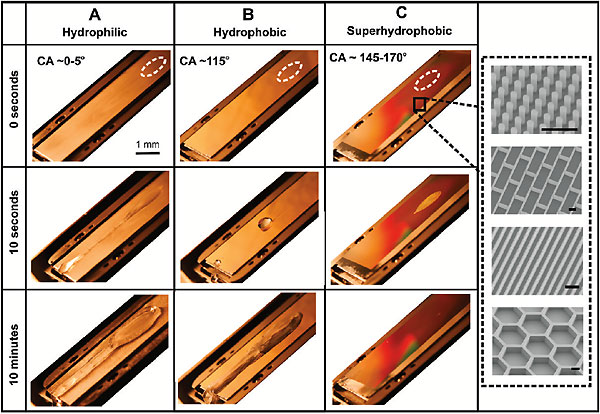 A
Hydrophilic
B
Hydrophobic
C
Superhydrophobic
0 seconds
CA ~0-5°
1 mm
CA ~115°
CA ~ 145-170°
10 seconds
10 minutes